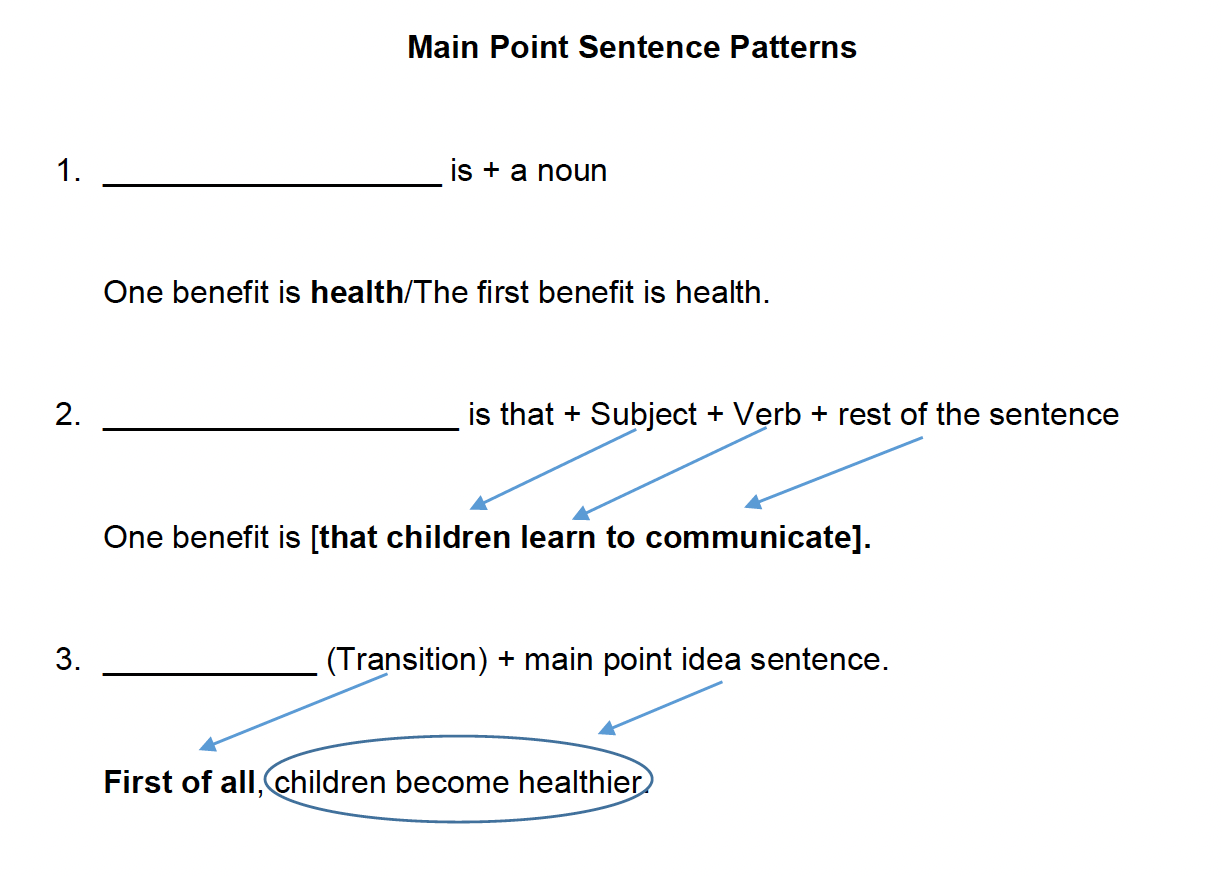 Main Point Sentence Patterns
1. ___________________ is + a noun
One benefit is health/The first benefit is health.
2. ____________________ is that + Subject + Verb + rest of the sentence
One benefit is [that children learn to communicate].
3. ____________ (Transition) + main point idea sentence.
First of all, children become healthier.